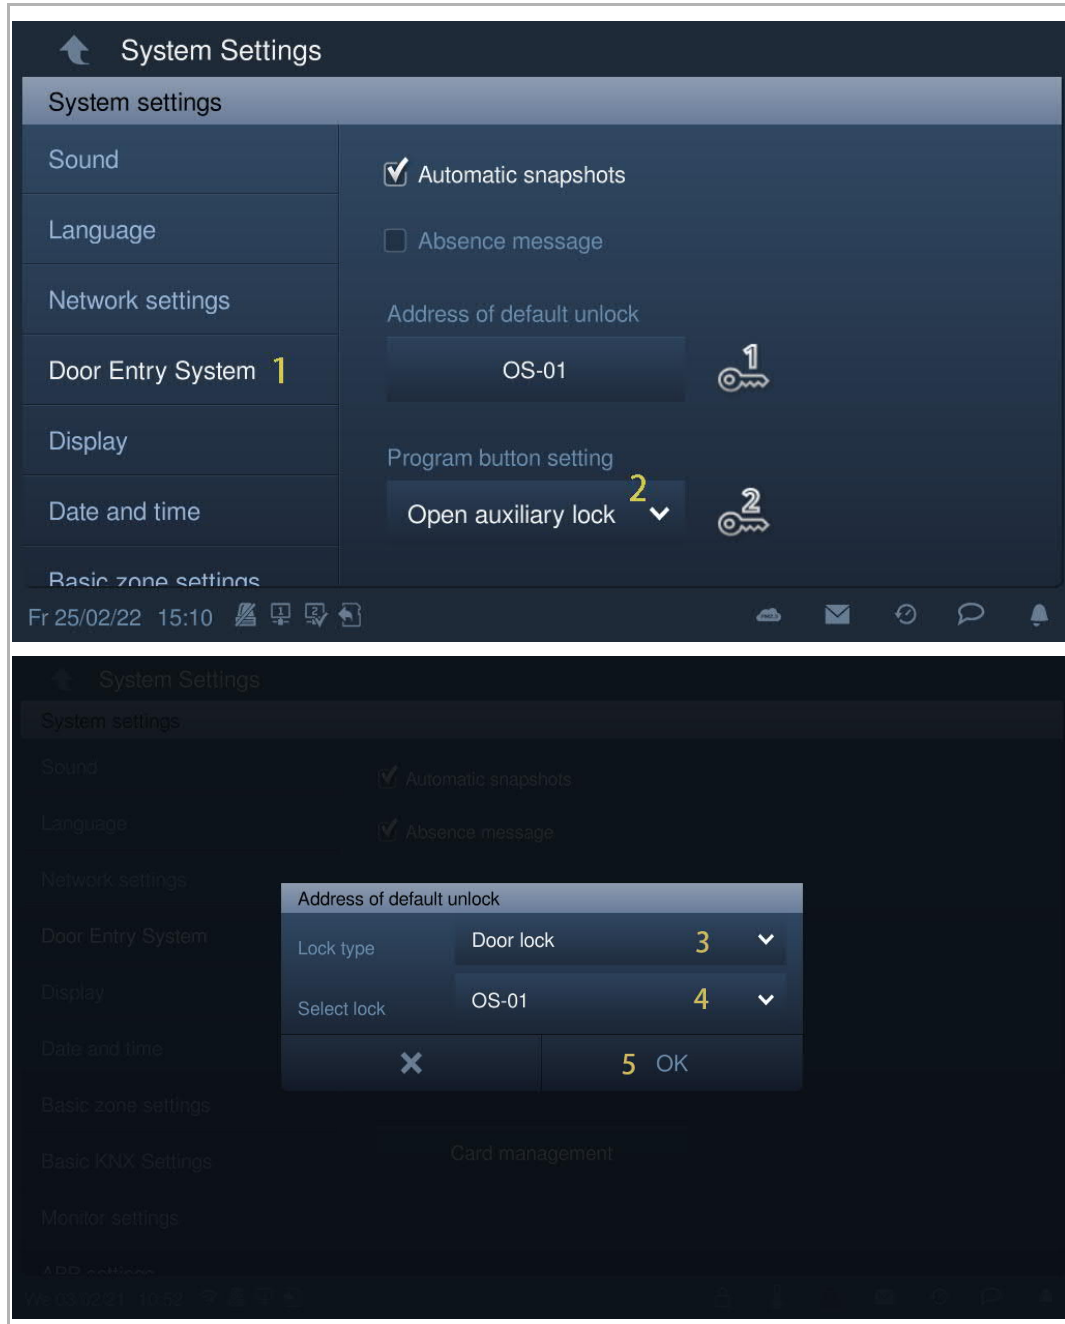 System Settings
System settings
Sound
Automatic snapshots
Language
Absence message
Network settings
Address of default unlock
Door Entry System 1
OS-01
1
Display
Program button setting
2
Open auxiliary lock
2
Date and time
Basic zone settings
Fr 25/02/22 15:10
System Settings
System settings
Sound
Automatic snapshots
Language
Absence message
Network settings
Address of default unlock
Door Entry System
Lock type
Door lock 3
Display
Select lock
OS-01 4
Date and time
5 OK
Basic zone settings
Card management
Basic KNX Settings
Monitor settings